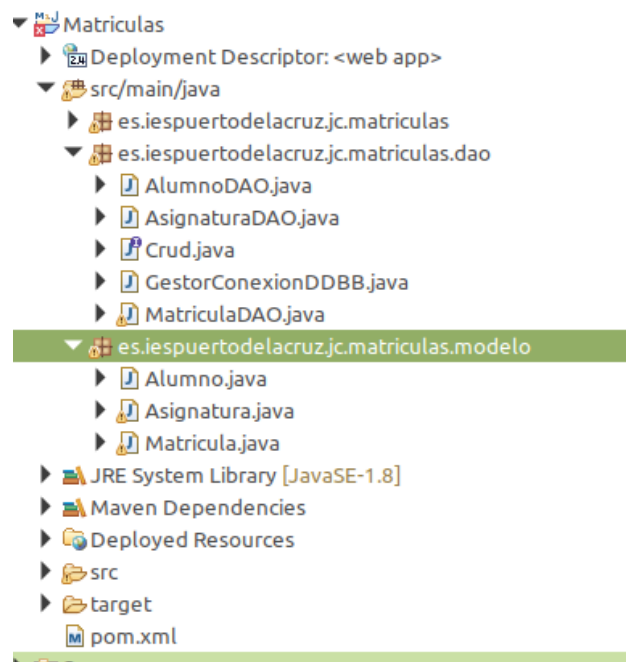 Matriculas
Deployment Descriptor: <web app>
src/main/java
es.iespuertodelacruz.jc.matriculas
es.iespuertodelacruz.jc.matriculas.dao
AlumnoDAO.java
AsignaturaDAO.java
Crud.java
GestorConexionDDBB.java
MatriculaDAO.java
es.iespuertodelacruz.jc.matriculas.modelo
Alumno.java
Asignatura.java
Matricula.java
JRE System Library [JavaSE-1.8]
Maven Dependencies
Deployed Resources
src
target
pom.xml